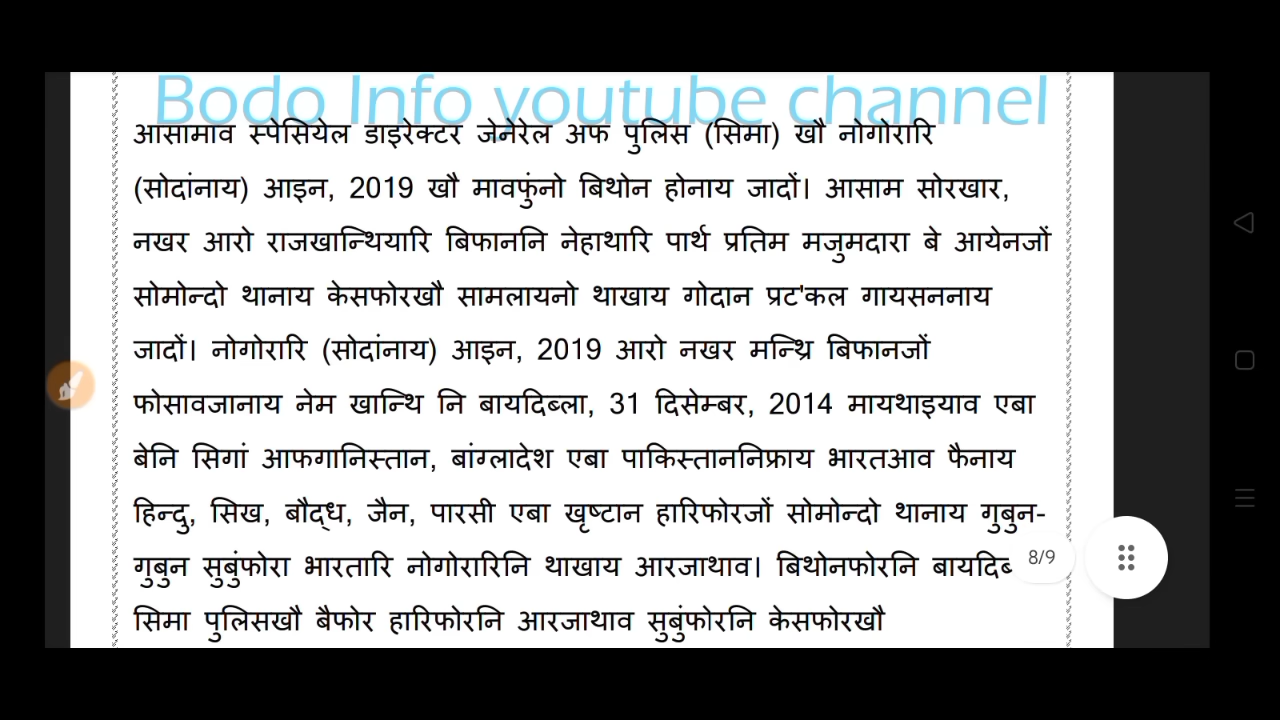 Bodo Info youtube channel
आसामाव स्पेसियेल डाइरेक्टर जेनेरेल अफ पुलिस (सिमा) खौ नोगोरारि
(सोदांनाय) आइन, 2019 खौ मावफुंनो बिथोन होनाय जादों। आसाम सोरखार,
नखर आरो राजखान्थियारि बिफाननि नेहाथारि पार्थ प्रतिम मजुमदारा बे आयेनजों
सोमोन्दो थानाय केसफोरखौ सामलायनो थाखाय गोदान प्रट'कल गायसननाय
जादों। नोगोरारि (सोदांनाय) आइन, 2019 आरो नखर मन्थ्रि बिफानजों
फोसावजानाय नेम खान्थि नि बायदिब्ला, 31 दिसेम्बर, 2014 मायथाइयाव एबा
बेनि सिगां आफगानिस्तान, बांग्लादेश एबा पाकिस्ताननिफ्राय भारतआव फैनाय
हिन्दु, सिख, बौद्ध, जैन, पारसी एबा खृष्टान हारिफोरजों सोमोन्दो थानाय गुबुन-
गुबुन सुबुंफोरा भारतारि नोगोरारिनि थाखाय आरजाथाव। बिथोनफोरनि
सिमा पुलिसखौ बैफोर हारिफोरनि आरजाथाव सुबुंफोरनि केसफोरखौ
8/9